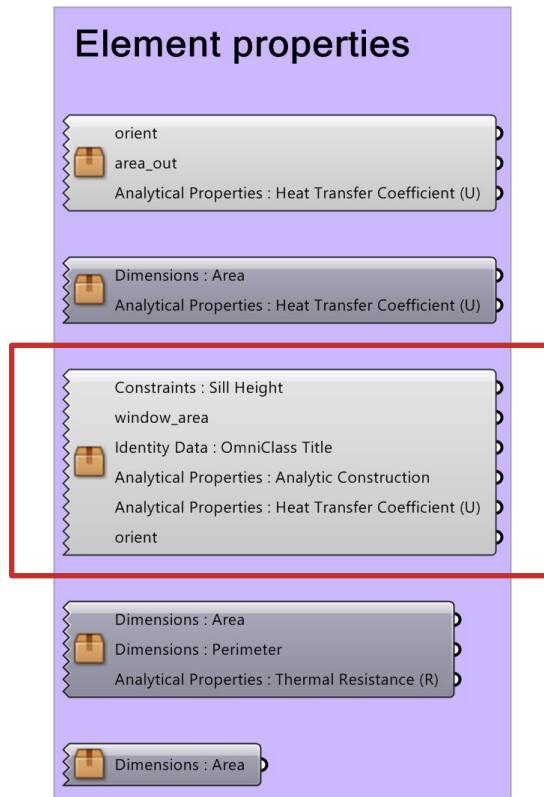 Element properties
orient
area_out
Analytical Properties : Heat Transfer Coefficient (U)
Dimensions : Area
Analytical Properties : Heat Transfer Coefficient (U)
Constraints : Sill Height
window_area
Identity Data : OmniClass Title
Analytical Properties : Analytic Construction
Analytical Properties : Heat Transfer Coefficient (U)
orient
Dimensions : Area
Dimensions : Perimeter
Analytical Properties : Thermal Resistance (R)
Dimensions : Area